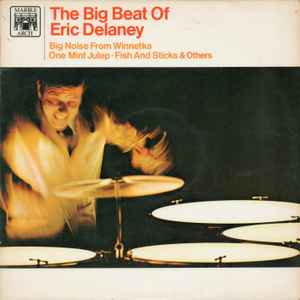 MARBLE
ARCH
The Big Beat Of
Eric Delaney
Big Noise From Winnetka
One Mint Julep · Fish And Sticks & Others